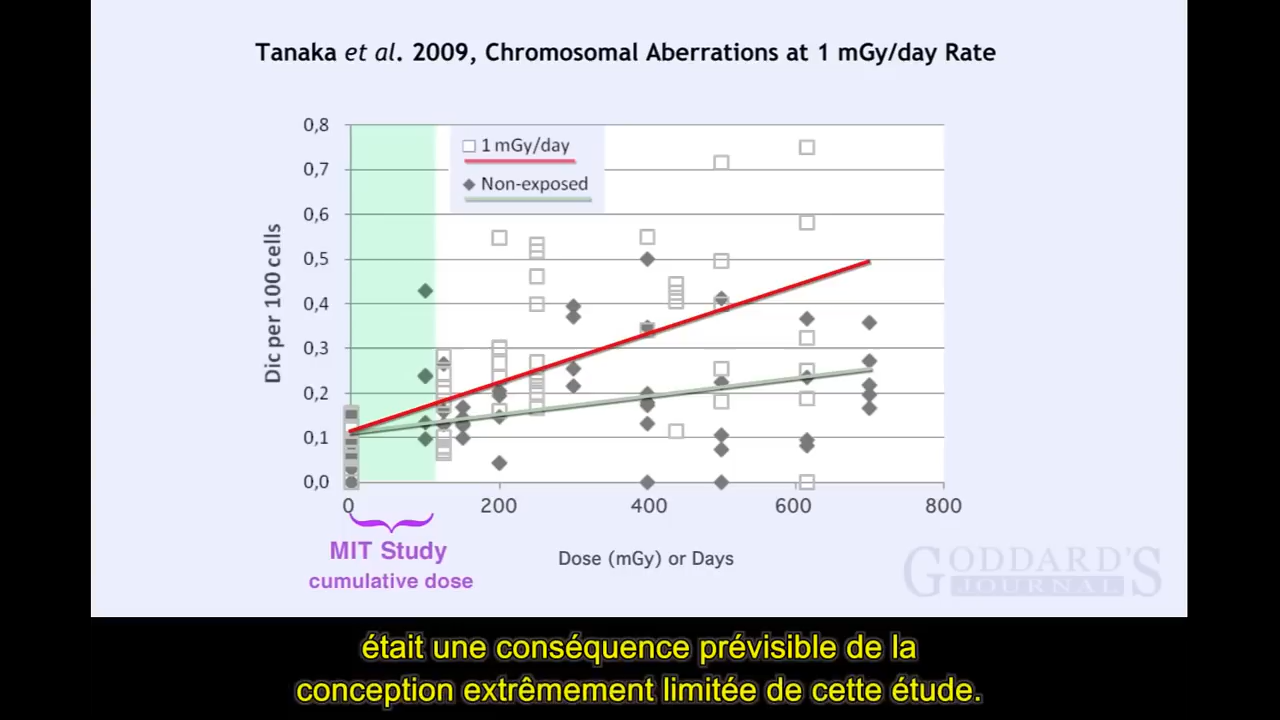 Tanaka et al. 2009, Chromosomal Aberrations at 1 mGy/day Rate
1 mGy/day
Non-exposed
Dic per 100 cells
0,8
0,7
0,6
0,5
0,4
0,3
0,2
0,1
0,0
0
200
400
600
800
MIT Study
cumulative dose
Dose (mGy) or Days
GODDARD'S
JOURNAL
était une conséquence prévisible de la
conception extrêmement limitée de cette étude.